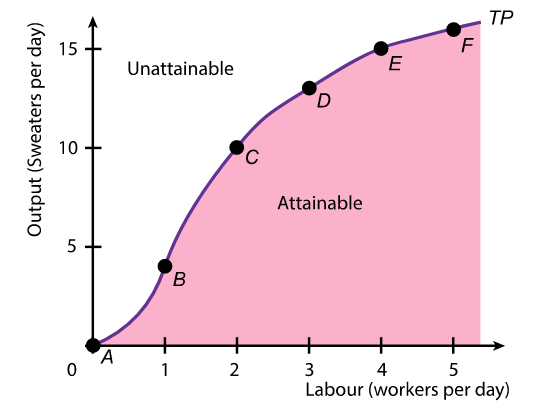 TP
15
Output (Sweaters per day)
Unattainable
F
E
D
10
C
Attainable
5
B
A
0
1
2
3
4
5
Labour (workers per day)